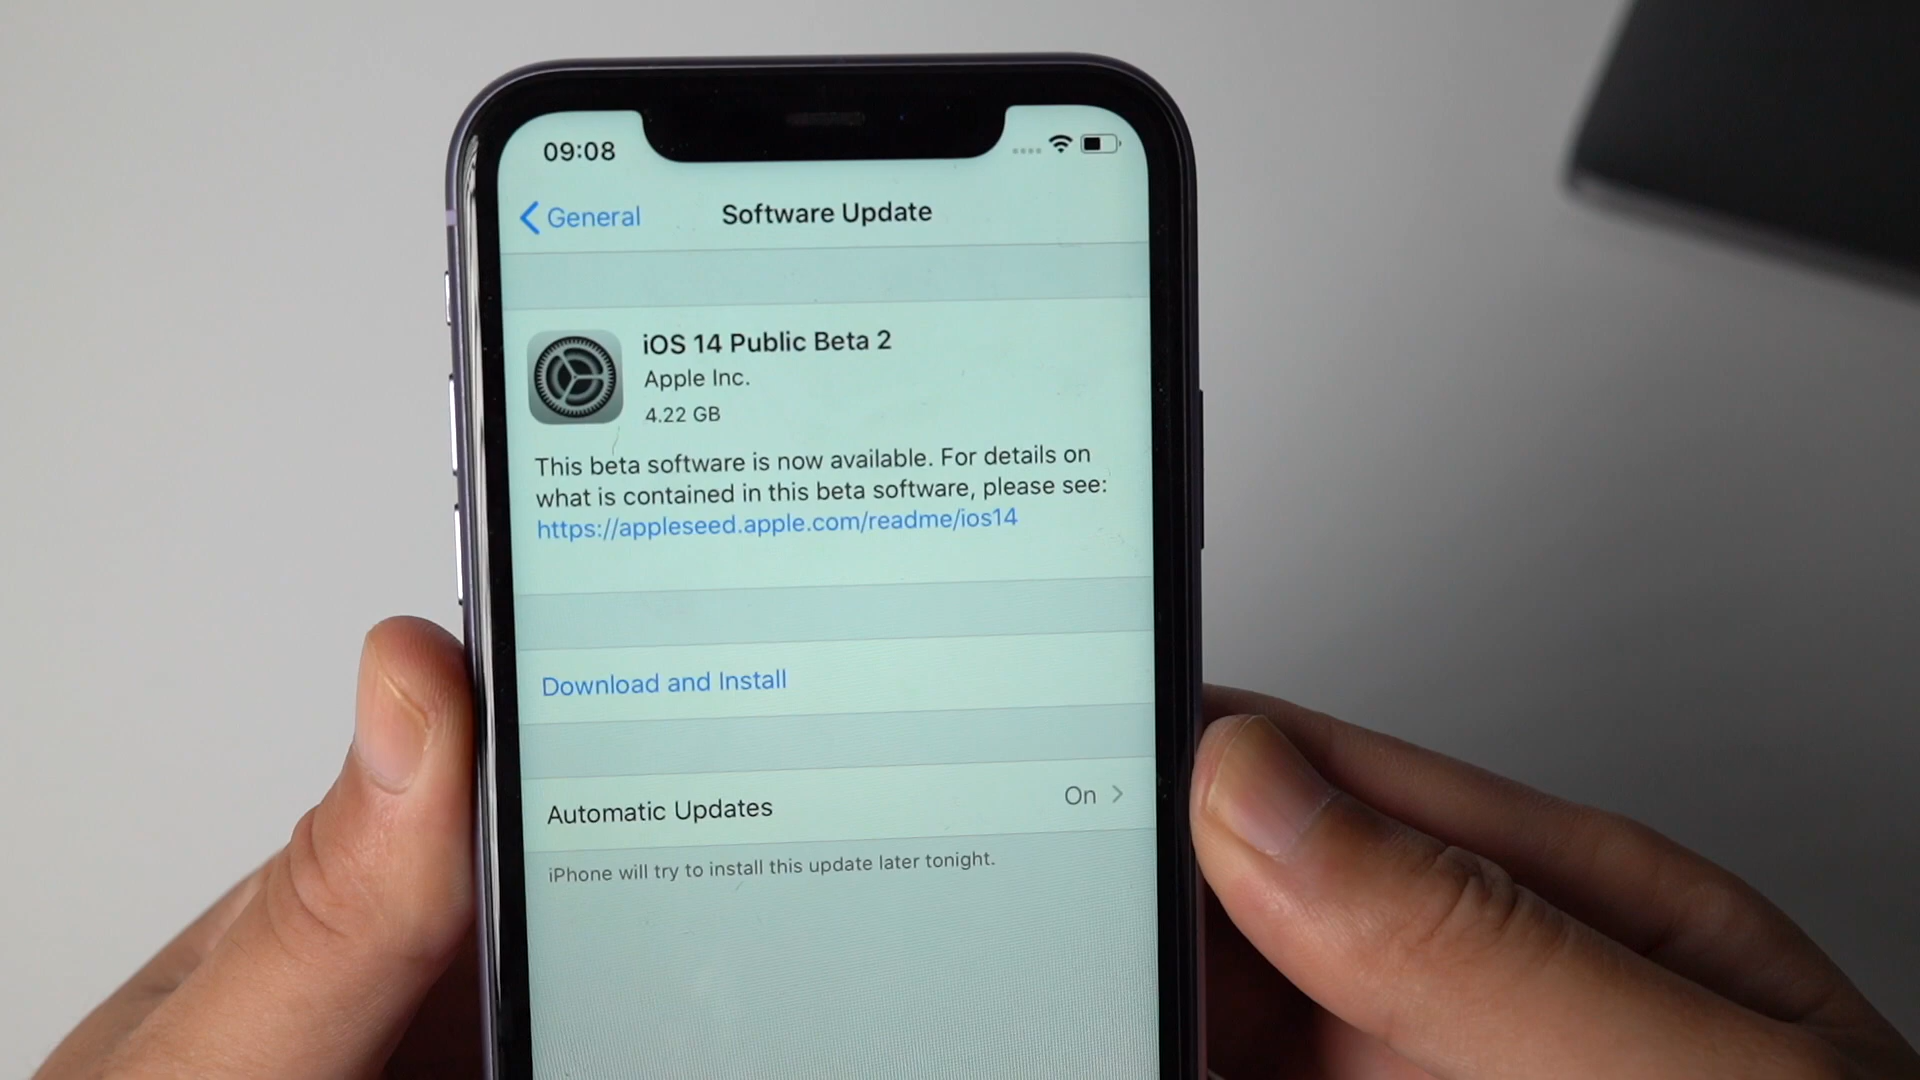 09:08
General
Software Update
iOS 14 Public Beta 2
Apple Inc.
4.22 GB
This beta software is now available. For details on
what is contained in this beta software, please see:
https://appleseed.apple.com/readme/ios14
Download and Install
Automatic Updates
On
iPhone will try to install this update later tonight.